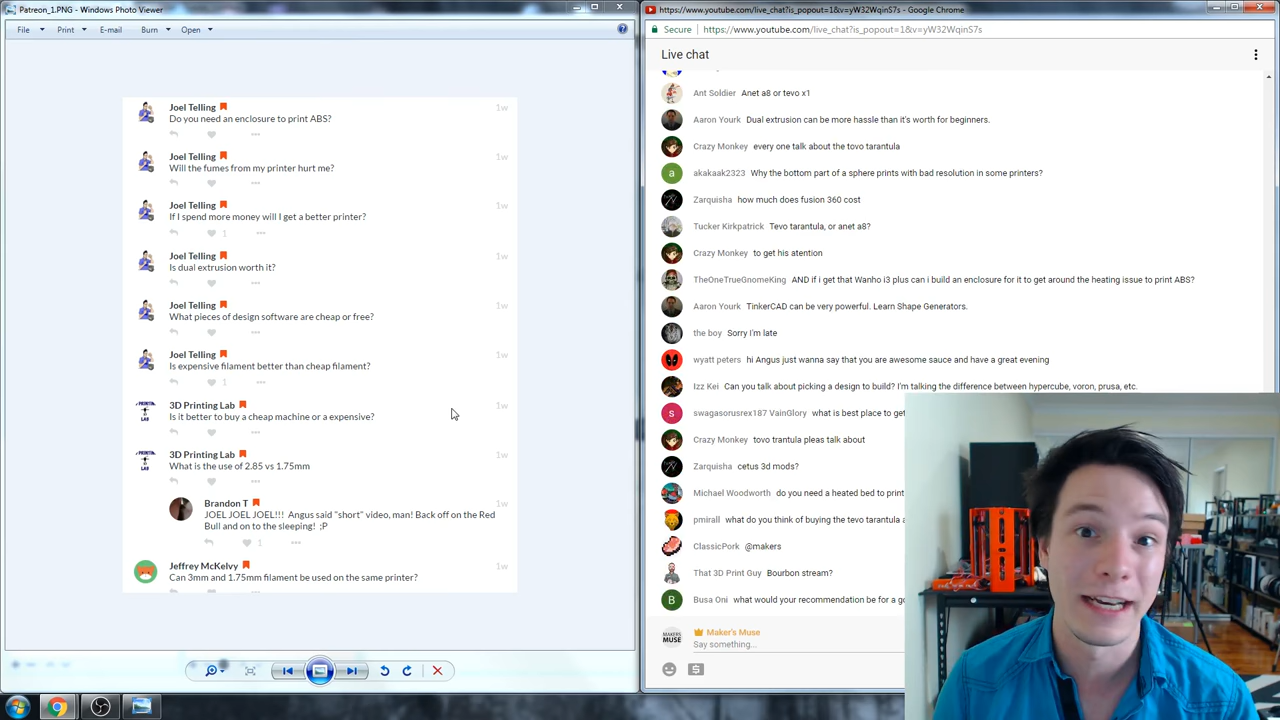 Patreon_1.PNG - Windows Photo Viewer
File Print E-mail Burn Open
Joel Telling
1w
Do you need an enclosure to print ABS?
Joel Telling
1w
Will the fumes from my printer hurt me?
Joel Telling
1w
If I spend more money will I get a better printer?
1
Joel Telling
1w
Is dual extrusion worth it?
Joel Telling
1w
What pieces of design software are cheap or free?
Joel Telling
1w
Is expensive filament better than cheap filament?
1
3D Printing Lab
1w
Is it better to buy a cheap machine or a expensive?
3D Printing Lab
1w
What is the use of 2.85 vs 1.75mm
Brandon T
1w
JOEL JOEL JOEL!!! Angus said "short" video, man! Back off on the Red
Bull and on to the sleeping! :P
1
Jeffrey McKelvy
1w
Can 3mm and 1.75mm filament be used on the same printer?
https://www.youtube.com/live_chat?is_popout=1&v=yW32WqinS7s - Google Chrome
Secure https://www.youtube.com/live_chat?is_popout=1&v=yW32WqinS7s
Live chat
Ant Soldier Anet a8 or tevo x1
Aaron Yourk Dual extrusion can be more hassle than it's worth for beginners.
Crazy Monkey every one talk about the tovo tarantula
a akakaak2323 Why the bottom part of a sphere prints with bad resolution in some printers?
Zarquisha how much does fusion 360 cost
Tucker Kirkpatrick Tevo tarantula, or anet a8?
Crazy Monkey to get his atention
TheOneTrueGnomeKing AND if i get that Wanho i3 plus can i build an enclosure for it to get around the heating issue to print ABS?
Aaron Yourk TinkerCAD can be very powerful. Learn Shape Generators.
the boy Sorry I'm late
wyatt peters hi Angus just wanna say that you are awesome sauce and have a great evening
Izz Kei Can you talk about picking a design to build? I'm talking the difference between hypercube, voron, prusa, etc.
s swagasorusrex187 VainGlory what is best place to get
Crazy Monkey tovo trantula pleas talk about
Zarquisha cetus 3d mods?
Michael Woodworth do you need a heated bed to print
pmirall what do you think of buying the tevo tarantula a
ClassicPork @makers
That 3D Print Guy Bourbon stream?
B Busa Oni what would your recommendation be for a go
MAKER'S MUSE
Maker's Muse
Say something...